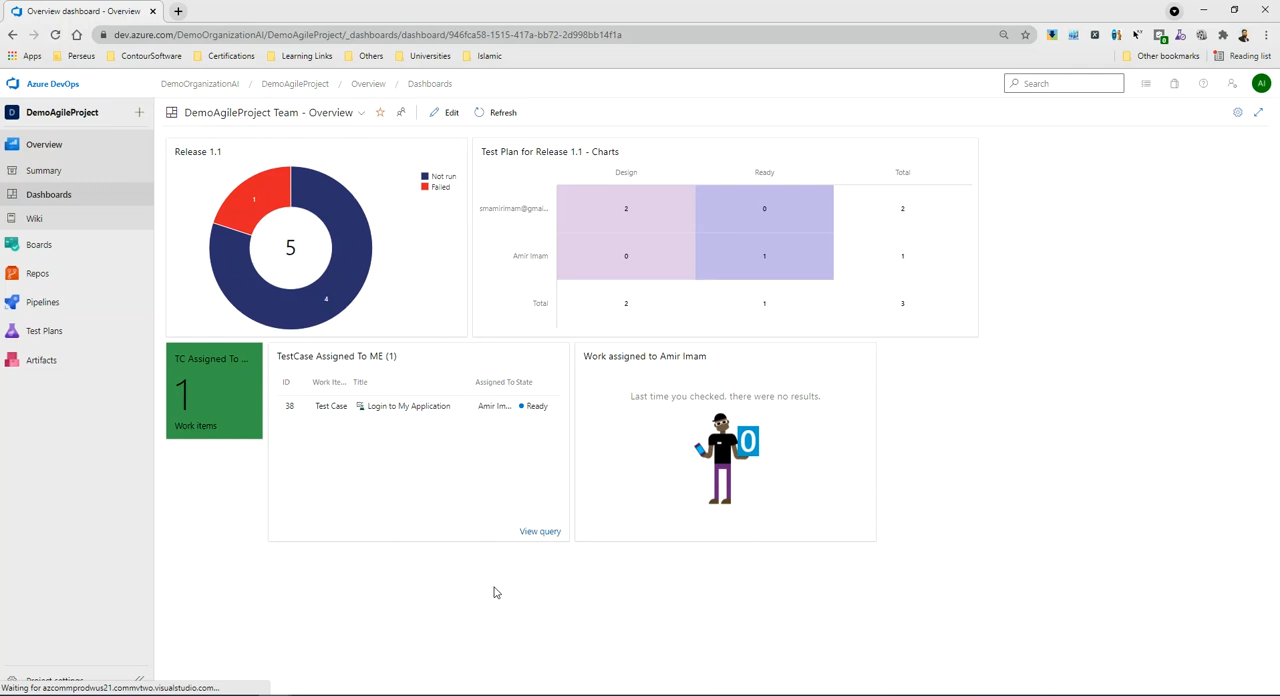 Overview dashboard - Overview
dev.azure.com/DemoOrganizationAI/DemoAgileProject/_dashboards/dashboard/946fca58-1515-417a-bb72-2d998bb14f1a
Apps Perseus ContourSoftware Certifications Learning Links Others Universities Islamic Other bookmarks Reading list
Azure DevOps DemoOrganizationAI / DemoAgileProject / Overview / Dashboards Search AI
D DemoAgileProject DemoAgileProject Team - Overview Edit Refresh
Overview
Summary
Dashboards
Wiki
Boards
Repos
Pipelines
Test Plans
Artifacts
Release 1.1
Not run
Failed
1
5
4
Test Plan for Release 1.1 - Charts
Design Ready Total
smamirimam@gmai... 2 0 2
Amir Imam 0 1 1
Total 2 1 3
TC Assigned To ...
1
Work items
TestCase Assigned To ME (1)
ID Work Ite... Title Assigned To State
38 Test Case Login to My Application Amir Im... Ready
View query
Work assigned to Amir Imam
Last time you checked, there were no results.
0
Project settings
Waiting for azcommprodwus21.commvtwo.visualstudio.com...